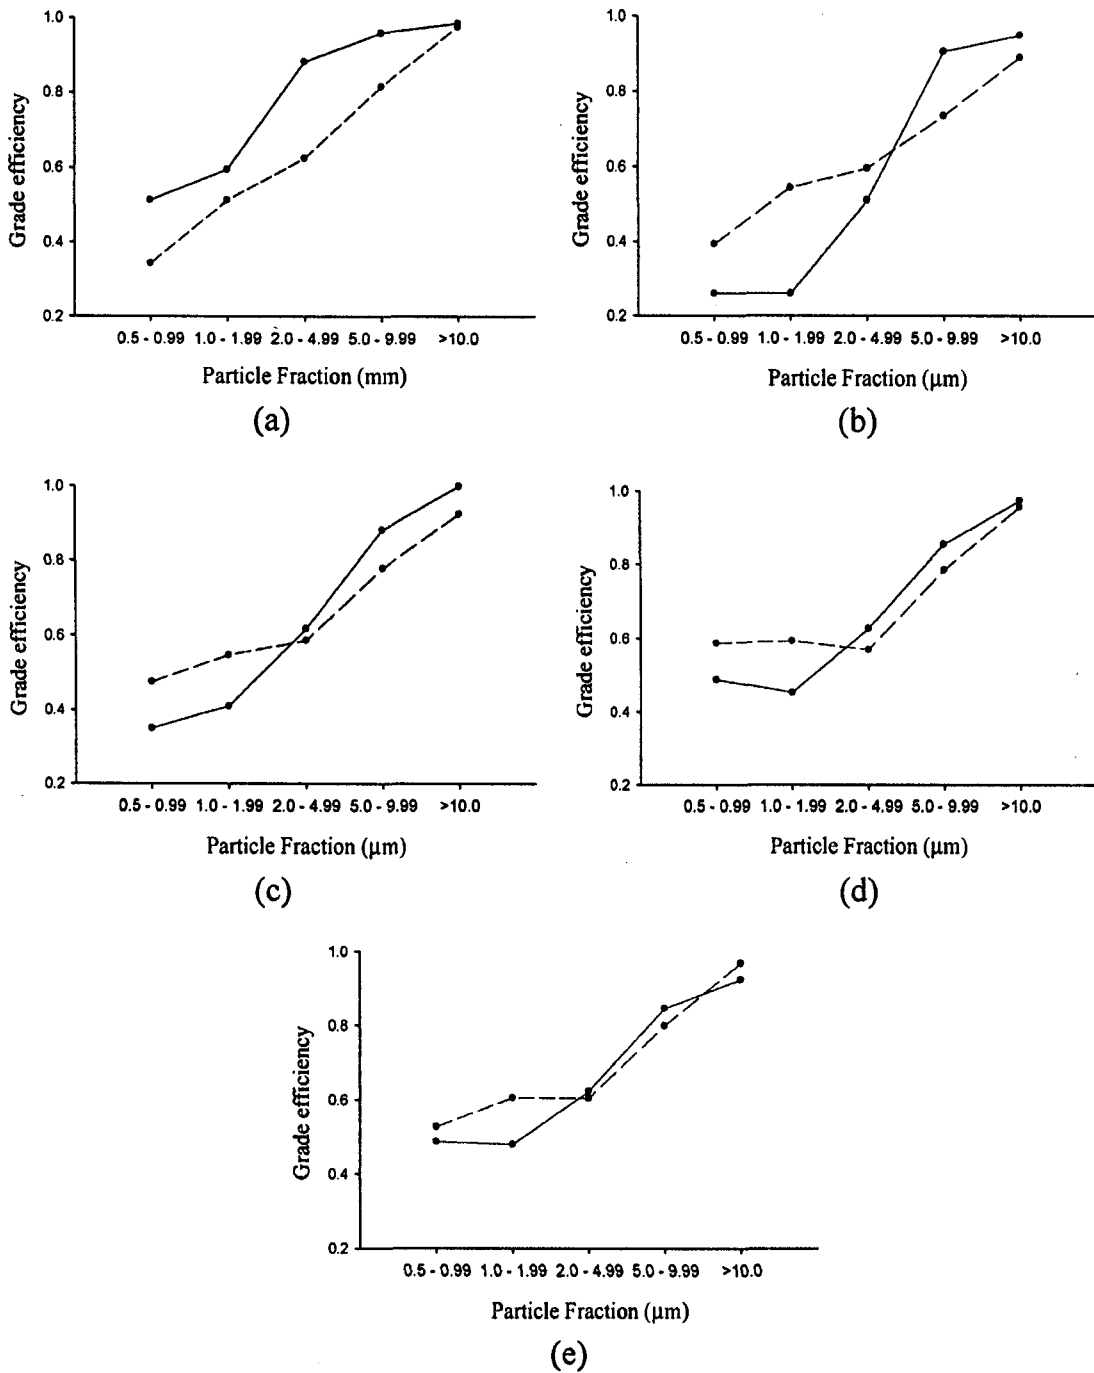 1.0
0.8
0.6
0.4
0.2
Grade efficiency
0.5 - 0.99 1.0 - 1.99 2.0 - 4.99 5.0 - 9.99 >10.0
Particle Fraction (mm)
(a)
1.0
0.8
0.6
0.4
0.2
Grade efficiency
0.5 - 0.99 1.0 - 1.99 2.0 - 4.99 5.0 - 9.99 >10.0
Particle Fraction (μm)
(b)
1.0
0.8
0.6
0.4
0.2
Grade efficiency
0.5 - 0.99 1.0 - 1.99 2.0 - 4.99 5.0 - 9.99 >10.0
Particle Fraction (μm)
(c)
1.0
0.8
0.6
0.4
0.2
Grade efficiency
0.5 - 0.99 1.0 - 1.99 2.0 - 4.99 5.0 - 9.99 >10.0
Particle Fraction (μm)
(d)
1.0
0.8
0.6
0.4
0.2
Grade efficiency
0.5 - 0.99 1.0 - 1.99 2.0 - 4.99 5.0 - 9.99 >10.0
Particle Fraction (μm)
(e)